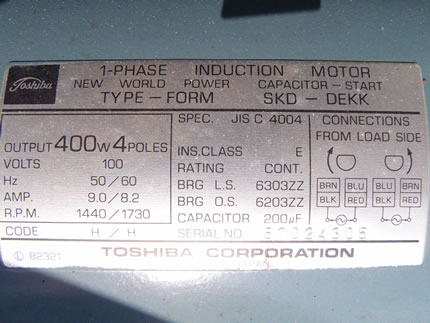 Toshiba
1-PHASE INDUCTION MOTOR
NEW WORLD POWER CAPACITOR-START
TYPE-FORM SKD-DEKK
OUTPUT 400W 4 POLES
VOLTS 100
Hz 50/60
AMP. 9.0/8.2
R.P.M. 1440/1730
CODE H/H
SPEC. JIS C 4004
INS.CLASS E
RATING CONT.
BRG L.S. 6303ZZ
BRG O.S. 6203ZZ
CAPACITOR 200µF
SERIAL NO.
CONNECTIONS
FROM LOAD SIDE
BRN BLU BLU BRN
BLK RED BLK RED
Ⓛ 82321 TOSHIBA CORPORATION
JAPAN